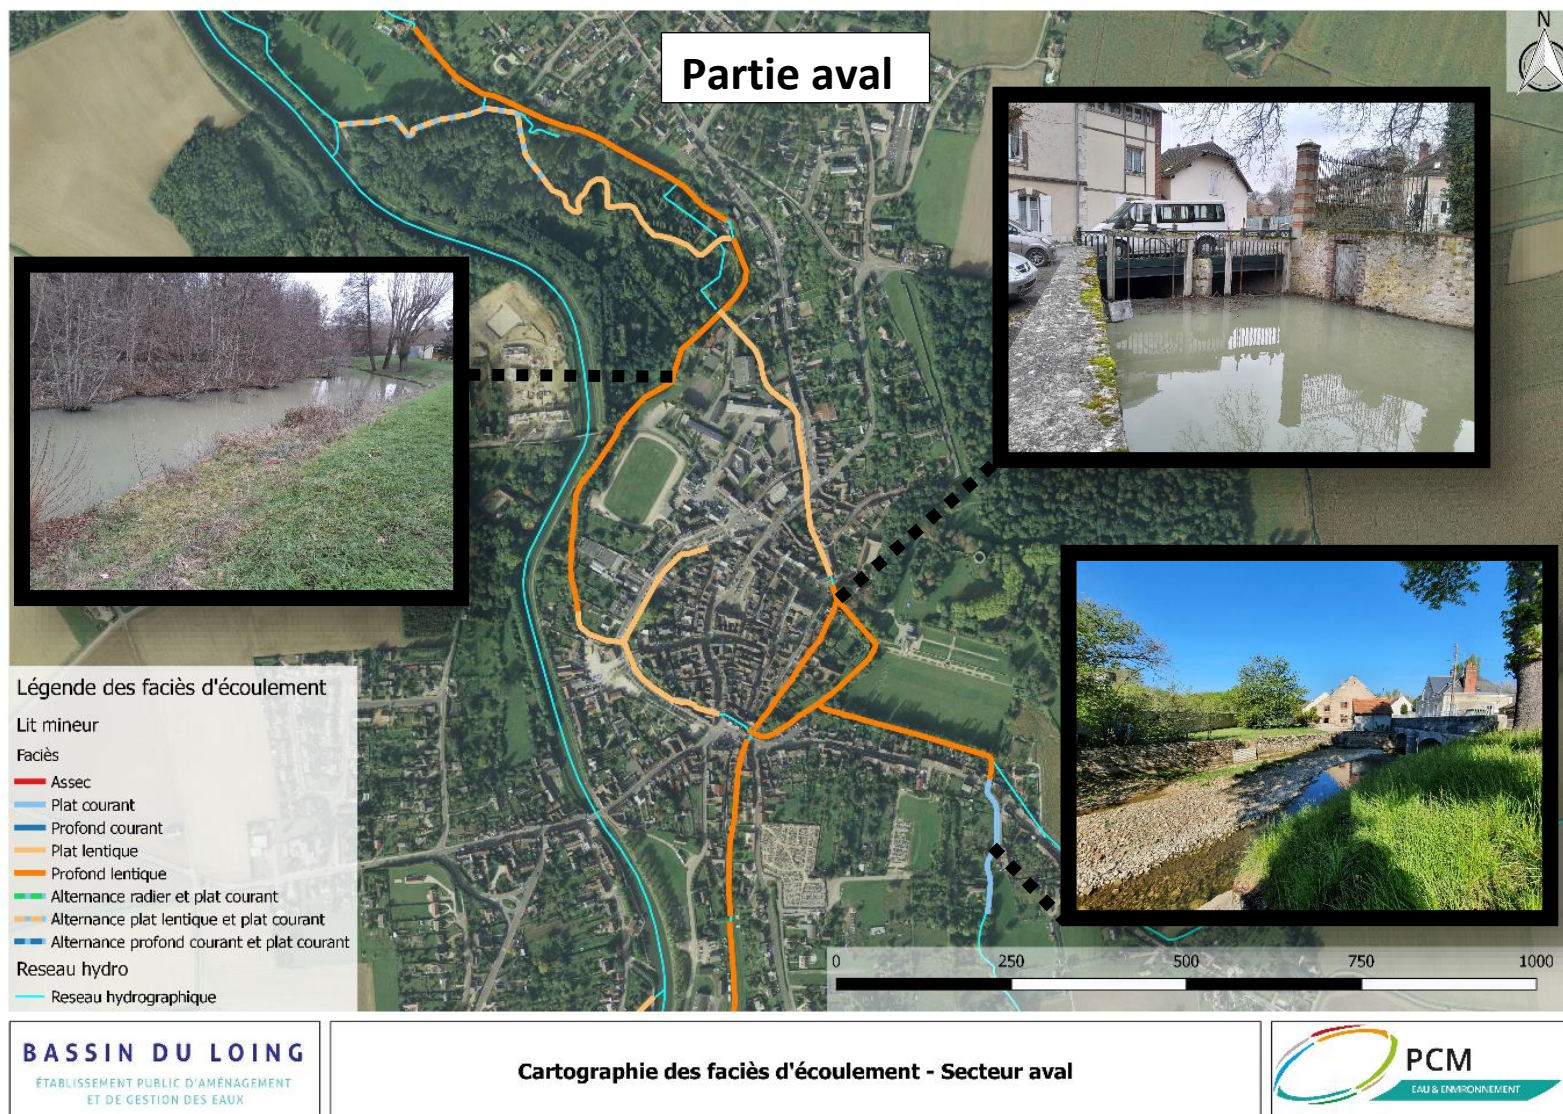 Partie aval
N
Légende des faciès d'écoulement
Lit mineur
Faciès
Assec
Plat courant
Profond courant
Plat lentique
Profond lentique
Alternance radier et plat courant
Alternance plat lentique et plat courant
Alternance profond courant et plat courant
Reseau hydro
Reseau hydrographique
0 250 500 750 1000
BASSIN DU LOING
ÉTABLISSEMENT PUBLIC D'AMÉNAGEMENT
ET DE GESTION DES EAUX
Cartographie des faciès d'écoulement - Secteur aval
PCM
EAU & ENVIRONNEMENT